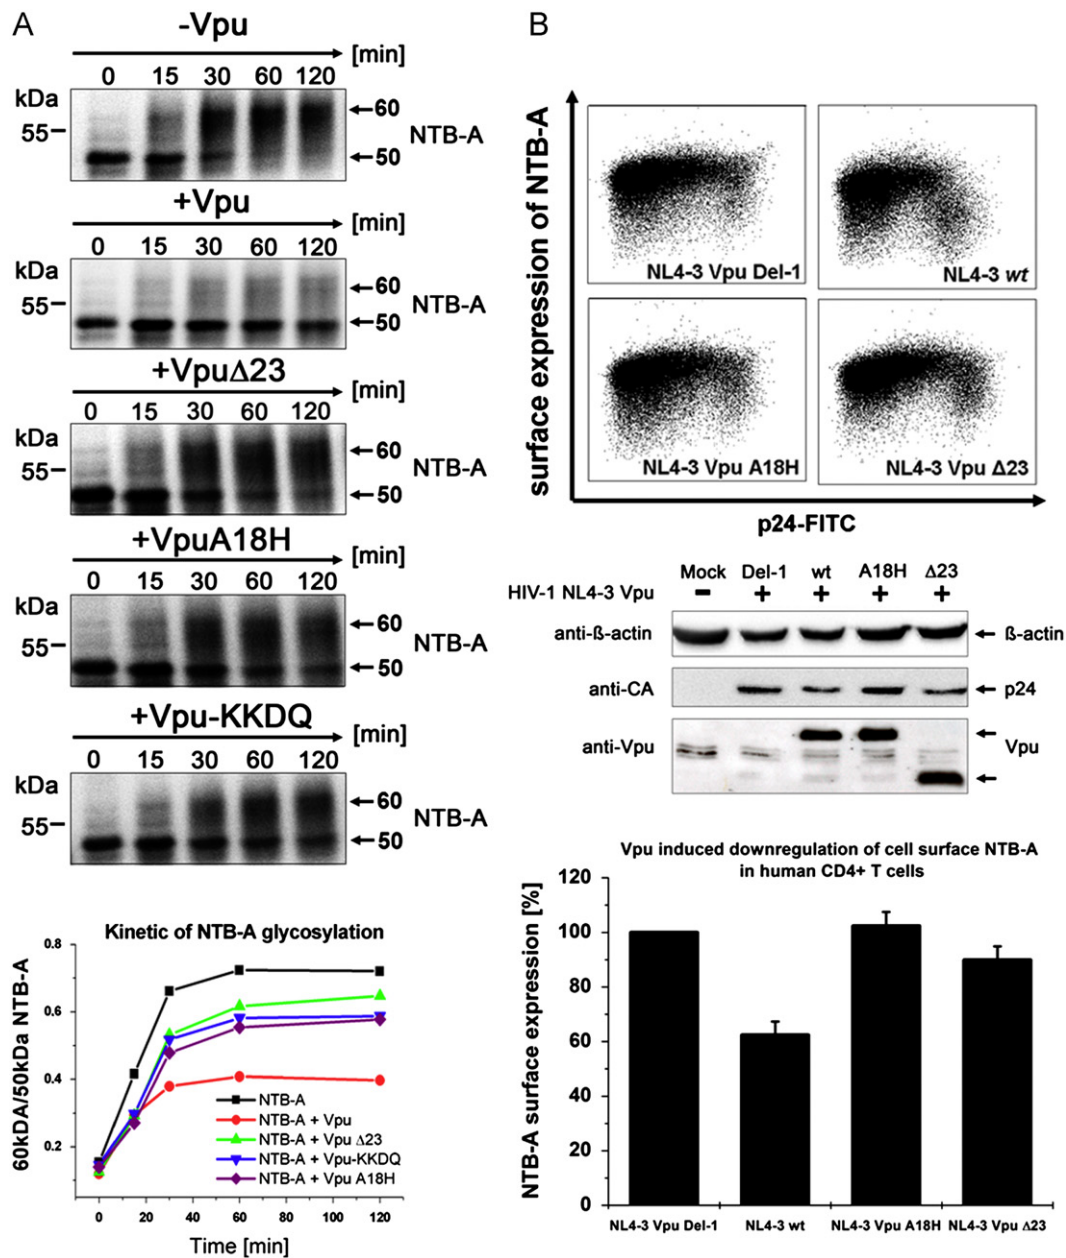 A
-Vpu
[min]
0 15 30 60 120
kDa
55
60
50
NTB-A
+Vpu
[min]
0 15 30 60 120
kDa
55
60
50
NTB-A
+VpuΔ23
[min]
0 15 30 60 120
kDa
55
60
50
NTB-A
+VpuA18H
[min]
0 15 30 60 120
kDa
55
60
50
NTB-A
+Vpu-KKDQ
[min]
0 15 30 60 120
kDa
55
60
50
NTB-A
Kinetic of NTB-A glycosylation
60kDA/50kDa NTB-A
0.8
0.6
0.4
0.2
NTB-A
NTB-A + Vpu
NTB-A + Vpu Δ23
NTB-A + Vpu-KKDQ
NTB-A + Vpu A18H
0 20 40 60 80 100 120
Time [min]
B
surface expression of NTB-A
NL4-3 Vpu Del-1
NL4-3 wt
NL4-3 Vpu A18H
NL4-3 Vpu Δ23
p24-FITC
Mock Del-1 wt A18H Δ23
HIV-1 NL4-3 Vpu - + + + +
anti-ß-actin
ß-actin
anti-CA
p24
anti-Vpu
Vpu
Vpu induced downregulation of cell surface NTB-A
in human CD4+ T cells
NTB-A surface expression [%]
120
100
80
60
40
20
0
NL4-3 Vpu Del-1 NL4-3 wt NL4-3 Vpu A18H NL4-3 Vpu Δ23